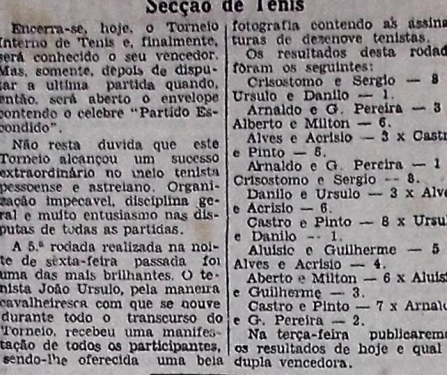 Secção de Tenis
Encerra-se, hoje, o Torneio
Interno de Tenis e, finalmente,
será conhecido o seu vencedor.
Mas, somente, depois de dispu-
tar a ultima partida quando,
então, será aberto o envelope
contendo o celebre "Partido Es-
condido".
Não resta duvida que este
Torneio alcançou um sucesso
extraordinário no meio tenista
pessoense e astreiano. Organi-
zação impecavel, disciplina ge-
ral e muito entusiasmo nas dis-
putas de todas as partidas.
A 5.ª rodada realizada na noi-
te de sexta-feira passada foi
uma das mais brilhantes. O te-
nista João Ursulo, pela maneira
cavalheiresca com que se nouve
durante todo o transcurso do
Torneio, recebeu uma manifes-
tação de todos os participantes,
sendo-lhe oferecida uma bela
fotografia contendo as assina
turas de dezenove tenistas.
Os resultados desta rodad
fôram os seguintes:
Crisostomo e Sergio — 8
Ursulo e Danilo — 1.
Arnaldo e G. Pereira — 3
Alberto e Milton — 6.
Alves e Acrisio — 3 x Castr
e Pinto — 8.
Arnaldo e G. Pereira — 1
Crisostomo e Sergio — 8.
Danilo e Ursulo — 3 x Alve
e Acrisio — 6.
Castro e Pinto — 8 x Ursu
e Danilo — 1.
Aluisic e Guilherme — 5
Alves e Acrisio — 4.
Aberto e Milton — 6 x Aluisi
e Guilherme — 3.
Castro e Pinto — 7 x Arnal
e G. Pereira — 2.
Na terça-feira publicaremo
os resultados de hoje e qual
dupla vencedora.